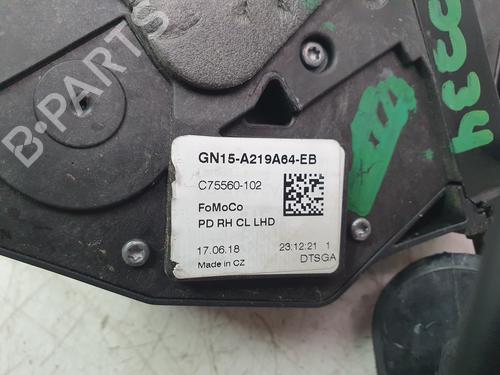 B-PARTS
GN15-A219A64-EB
C75560-102
FoMoCo
PD RH CL LHD
17.06.18 23:12:21 1
Made in CZ DTSGA